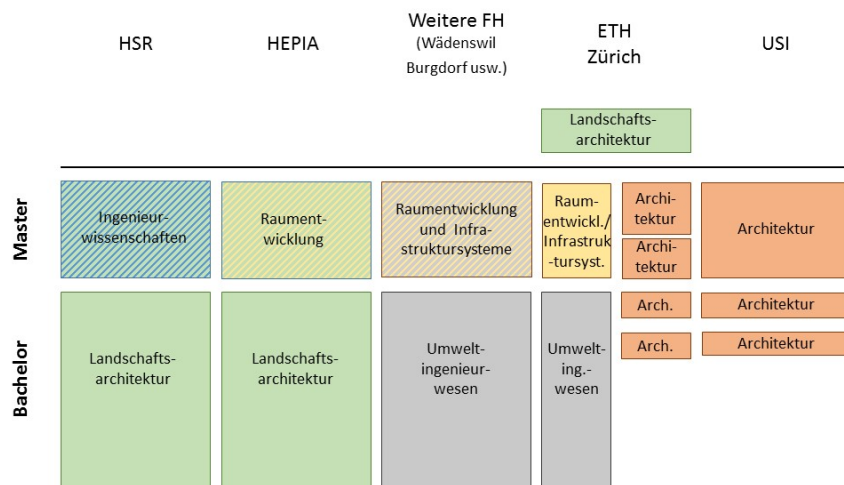 HSR
HEPIA
Weitere FH
(Wädenswil
Burgdorf usw.)
ETH
Zürich
USI
Landschafts-
architektur
Master
Ingenieur-
wissenschaften
Raument-
wicklung
Raumentwicklung
und Infra-
struktursysteme
Raum-
entwickl./
Infrastruk
-tursyst.
Archi-
tektur
Archi-
tektur
Architektur
Bachelor
Landschafts-
architektur
Landschafts-
architektur
Umwelt-
ingenieur-
wesen
Umwelt-
ing.-
wesen
Arch.
Architektur
Arch.
Architektur